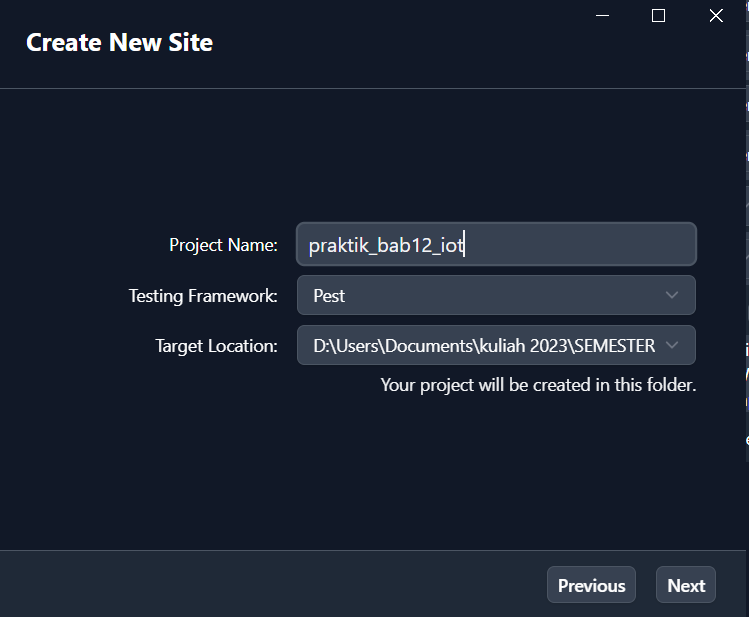 Create New Site
Project Name: praktik_bab12_iot
Testing Framework: Pest
Target Location: D:\Users\Documents\kuliah 2023\SEMESTER
Your project will be created in this folder.
Previous Next